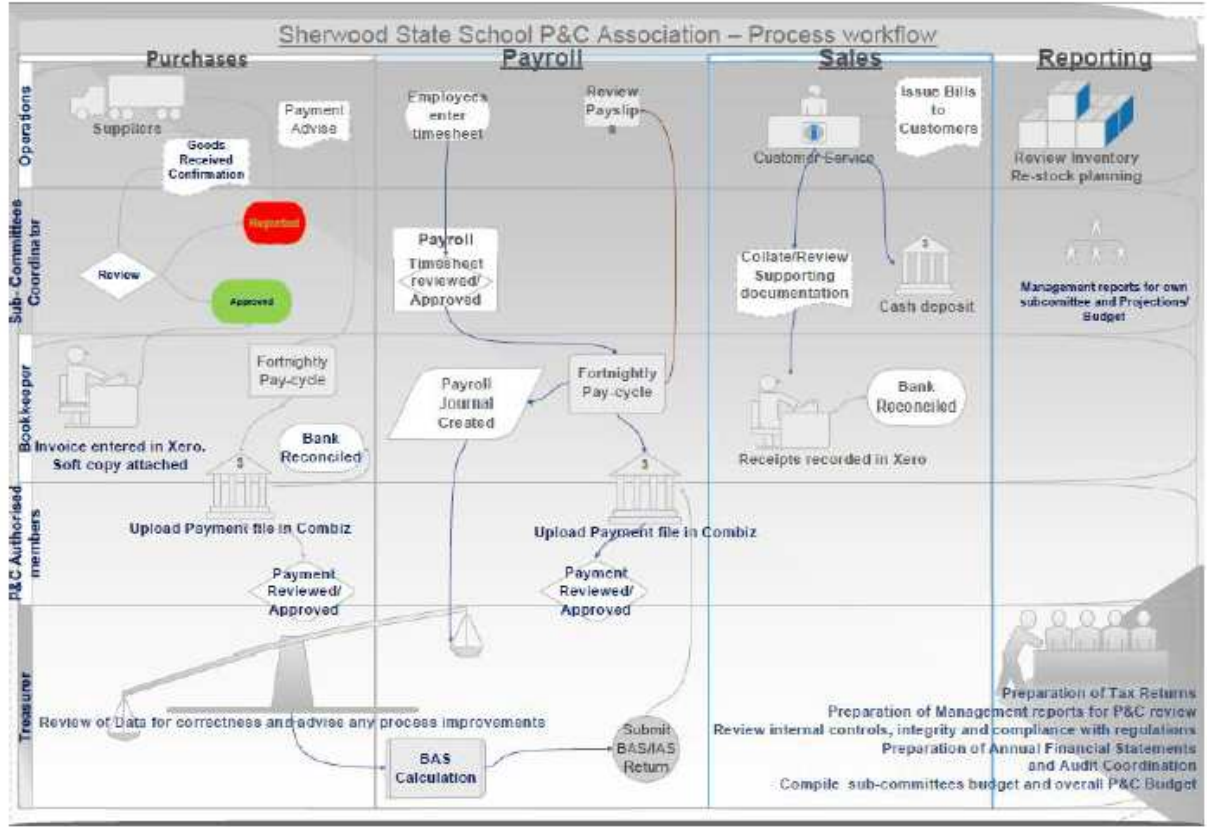 Sherwood State School P&C Association – Process workflow
Purchases
Payroll
Sales
Reporting
Operations
Suppliers
Payment
Advise
Goods
Received
Confirmation
Employees
enter
timesheet
Review
Payslip
s
Customer Service
Issue Bills
to
Customers
Review Inventory
Re-stock planning
Sub- Committees
Coordinator
Review
Approved
Payroll
Timesheet
reviewed/
Approved
Collate/Review
Supporting
documentation
$
Cash deposit
Management reports for own
subcomittee and Projections/
Budget
Bookkeeper
Invoice entered in Xero.
Soft copy attached
Fortnightly
Pay-cycle
$
Bank
Reconciled
Payroll
Journal
Created
Fortnightly
Pay-cycle
$
Receipts recorded in Xero
Bank
Reconciled
P&C Authorised
members
Upload Payment file in Combiz
Payment
Reviewed/
Approved
Upload Payment file in Combiz
Payment
Reviewed/
Approved
Treasurer
Review of Data for correctness and advise any process improvements
BAS
Calculation
Submit
BAS/IAS
Return
Preparation of Tax Returns
Preparation of Management reports for P&C review
Review internal controls, integrity and compliance with regulations
Preparation of Annual Financial Statements
and Audit Coordination
Compile sub-committees budget and overall P&C Budget